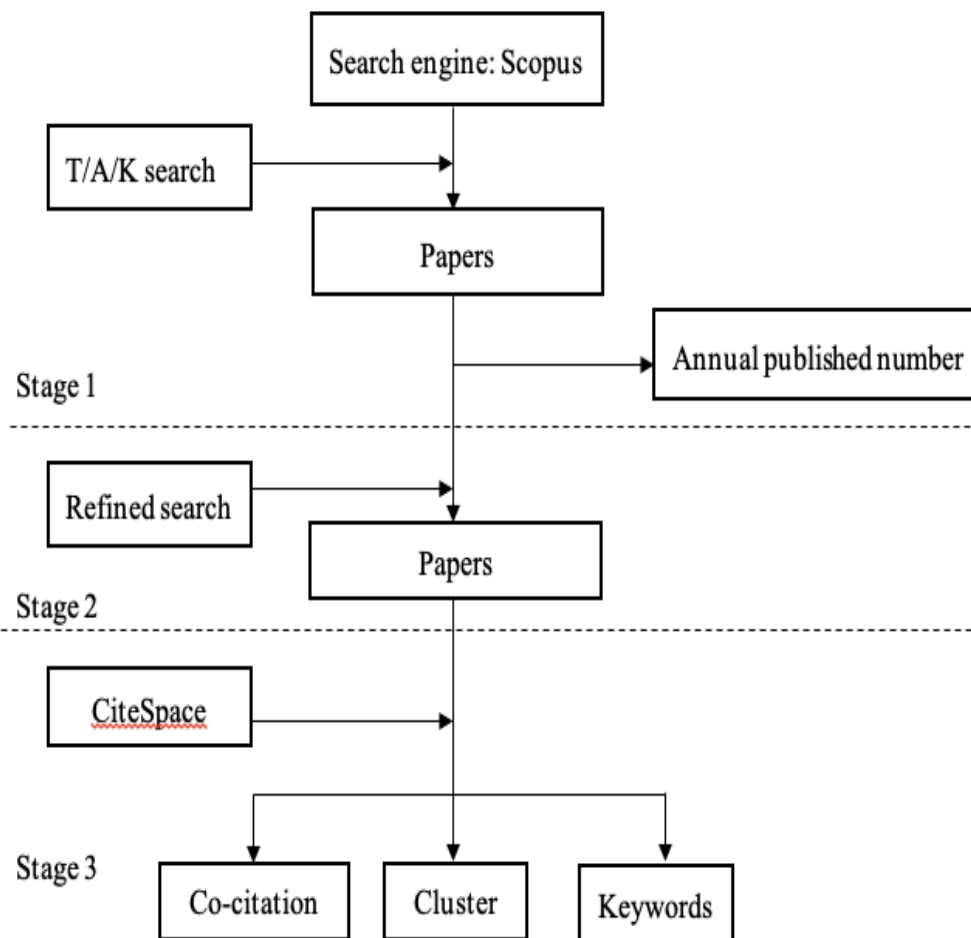 Search engine: Scopus
T/A/K search
Papers
Annual published number
Stage 1
Refined search
Papers
Stage 2
CiteSpace
Stage 3
Co-citation
Cluster
Keywords